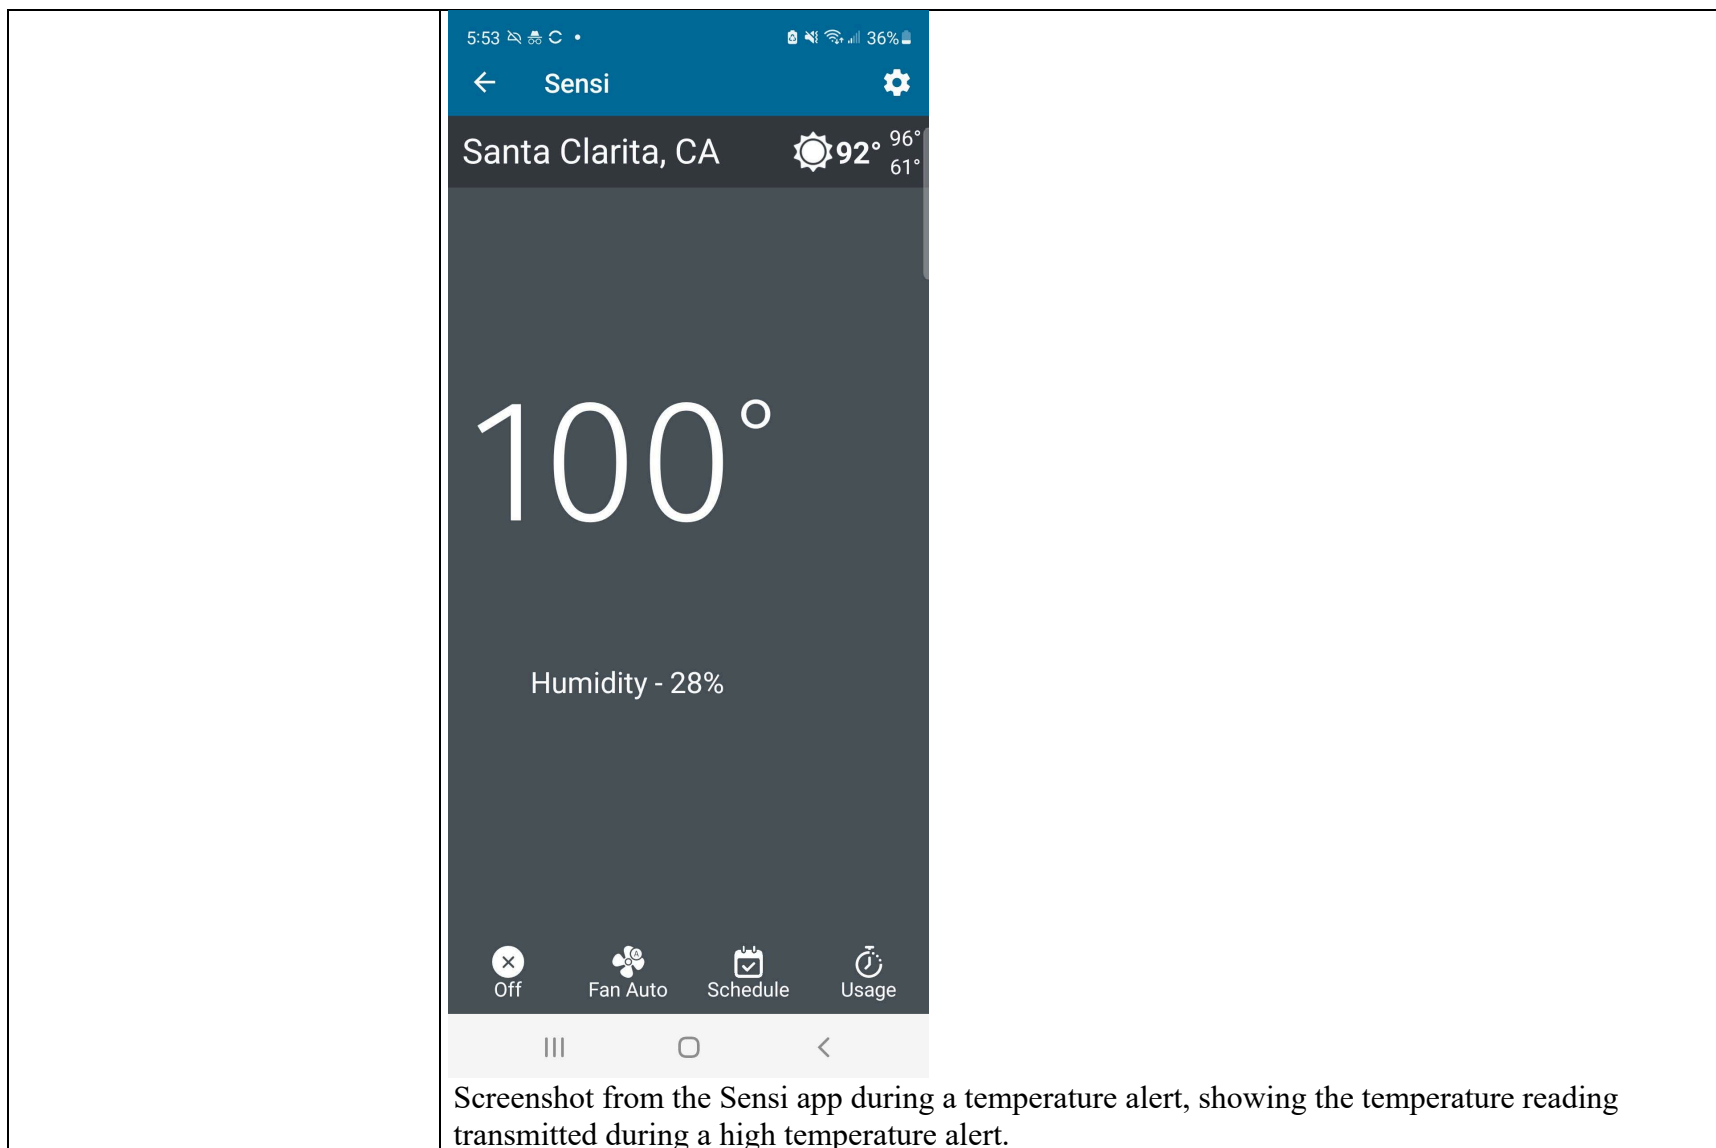 5:53
36%
Sensi
Santa Clarita, CA
92°
96°
61°
100°
Humidity - 28%
Off
Fan Auto
Schedule
Usage
Screenshot from the Sensi app during a temperature alert, showing the temperature reading
transmitted during a high temperature alert.